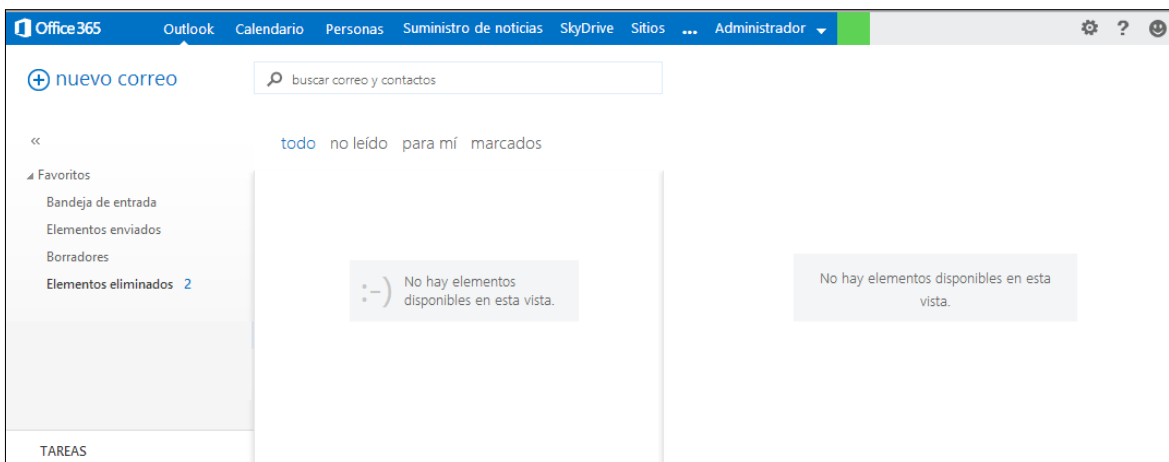 Office 365 Outlook Calendario Personas Suministro de noticias SkyDrive Sitios ... Administrador ?
nuevo correo
buscar correo y contactos
«
todo no leído para mí marcados
Favoritos
Bandeja de entrada
Elementos enviados
Borradores
Elementos eliminados 2
:-)
No hay elementos
disponibles en esta vista.
No hay elementos disponibles en esta
vista.
TAREAS